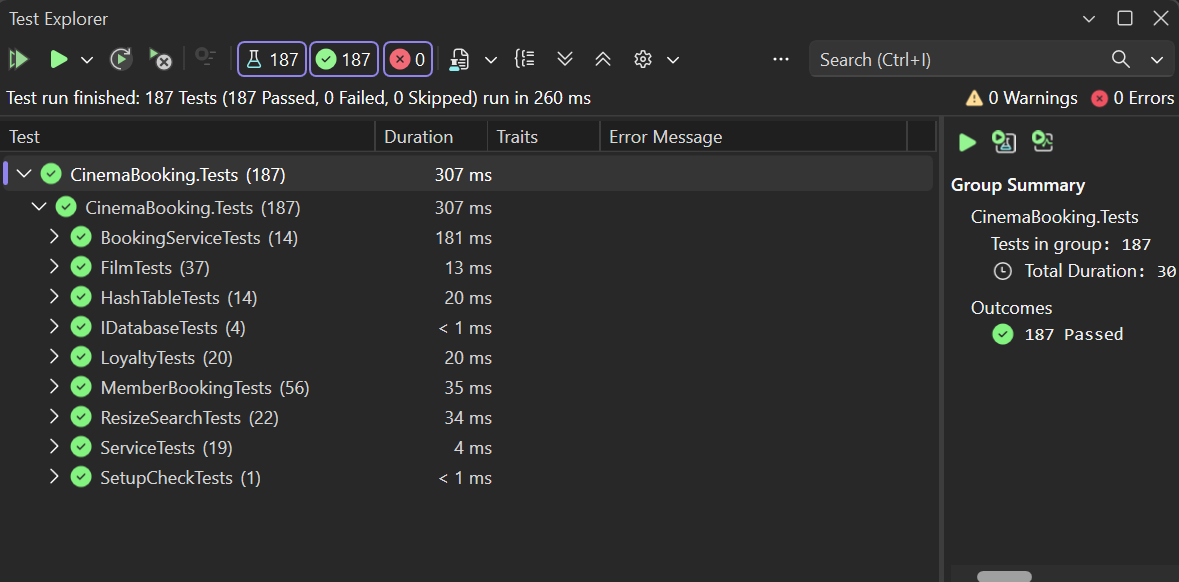 Test Explorer
187 187 0 Search (Ctrl+I)
Test run finished: 187 Tests (187 Passed, 0 Failed, 0 Skipped) run in 260 ms 0 Warnings 0 Errors
Test Duration Traits Error Message
CinemaBooking.Tests (187) 307 ms
CinemaBooking.Tests (187) 307 ms
BookingServiceTests (14) 181 ms
FilmTests (37) 13 ms
HashTableTests (14) 20 ms
IDatabaseTests (4) < 1 ms
LoyaltyTests (20) 20 ms
MemberBookingTests (56) 35 ms
ResizeSearchTests (22) 34 ms
ServiceTests (19) 4 ms
SetupCheckTests (1) < 1 ms
Group Summary
CinemaBooking.Tests
Tests in group: 187
Total Duration: 30
Outcomes
187 Passed